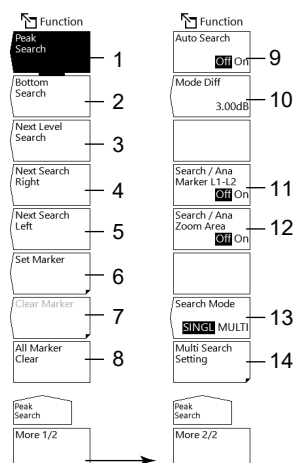 Function
Peak
Search
1
Bottom
Search
2
Next Level
Search
3
Next Search
Right
4
Next Search
Left
5
Set Marker
6
Clear Marker
7
All Marker
Clear
8
Peak
Search
More 1/2
Function
Auto Search
Off On
9
Mode Diff
3.00dB
10
Search / Ana
Marker L1-L2
Off On
11
Search / Ana
Zoom Area
Off On
12
Search Mode
SINGL MULTI
13
Multi Search
Setting
14
Peak
Search
More 2/2